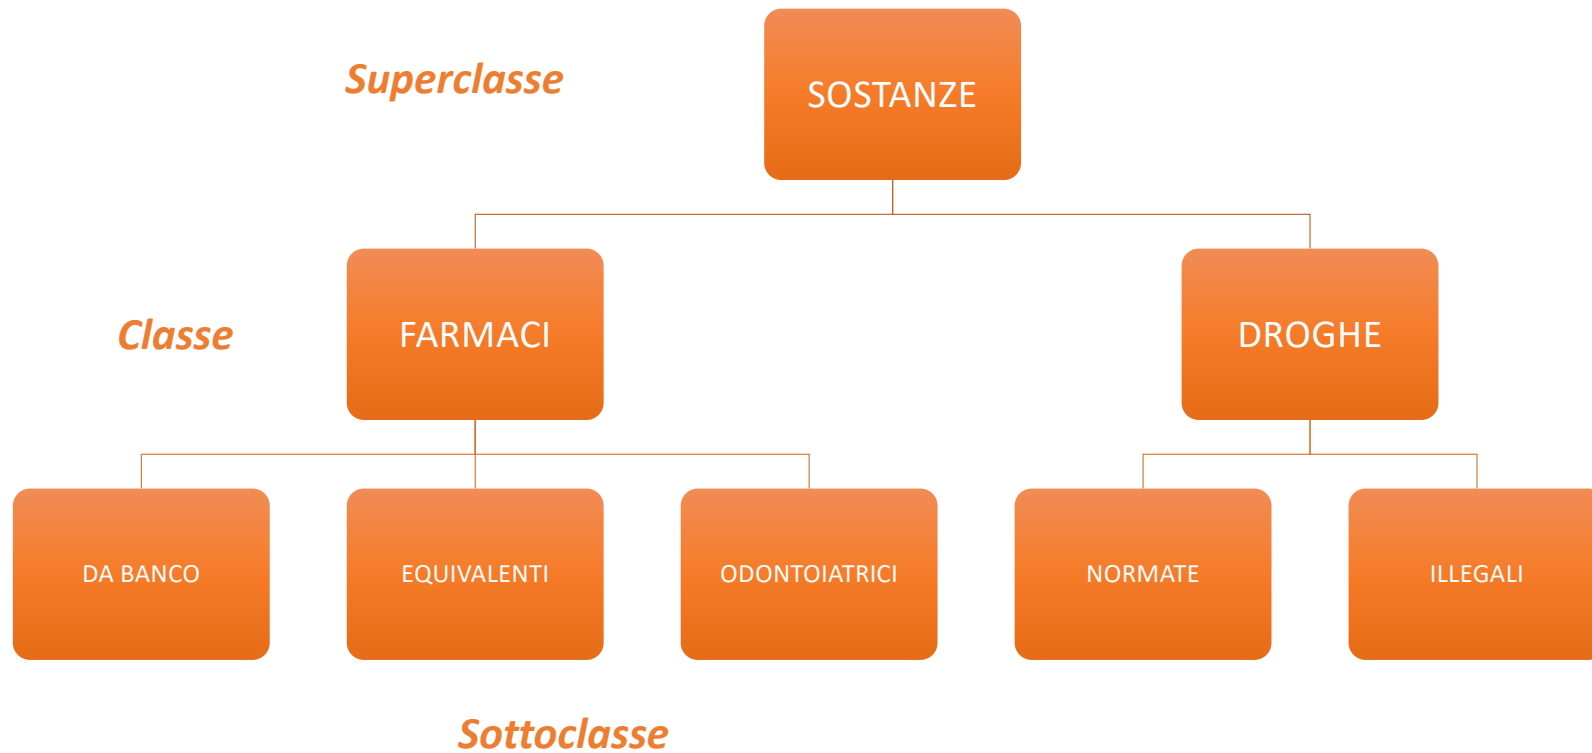 Superclasse
SOSTANZE
Classe
FARMACI
DROGHE
DA BANCO
EQUIVALENTI
ODONTOIATRICI
NORMATE
ILLEGALI
Sottoclasse